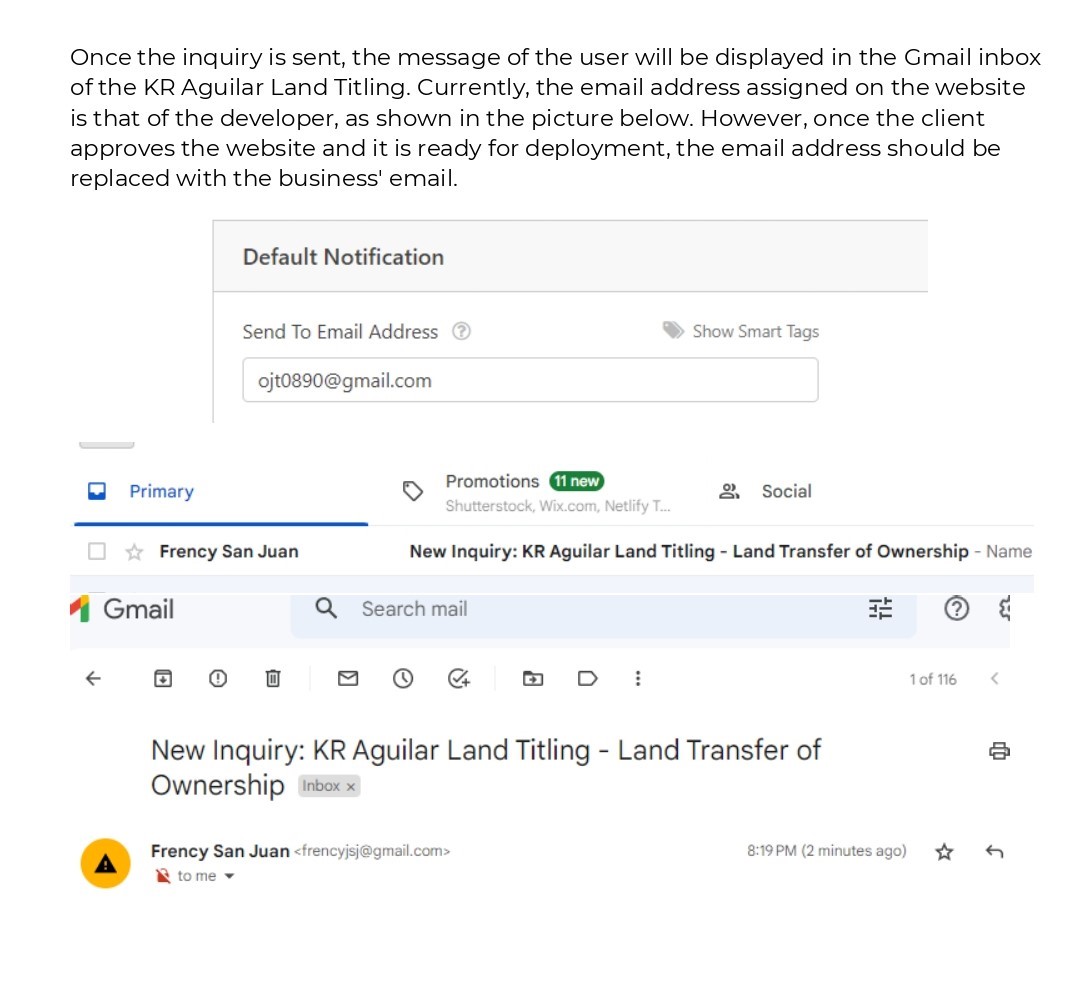 Once the inquiry is sent, the message of the user will be displayed in the Gmail inbox
of the KR Aguilar Land Titling. Currently, the email address assigned on the website
is that of the developer, as shown in the picture below. However, once the client
approves the website and it is ready for deployment, the email address should be
replaced with the business' email.
Default Notification
Send To Email Address Show Smart Tags
ojt0890@gmail.com
Primary
Promotions 11 new
Shutterstock, Wix.com, Netlify T...
Social
Frency San Juan New Inquiry: KR Aguilar Land Titling - Land Transfer of Ownership - Name
Gmail Search mail
1 of 116
New Inquiry: KR Aguilar Land Titling - Land Transfer of
Ownership Inbox x
Frency San Juan <frencyjsj@gmail.com> 8:19 PM (2 minutes ago)
to me